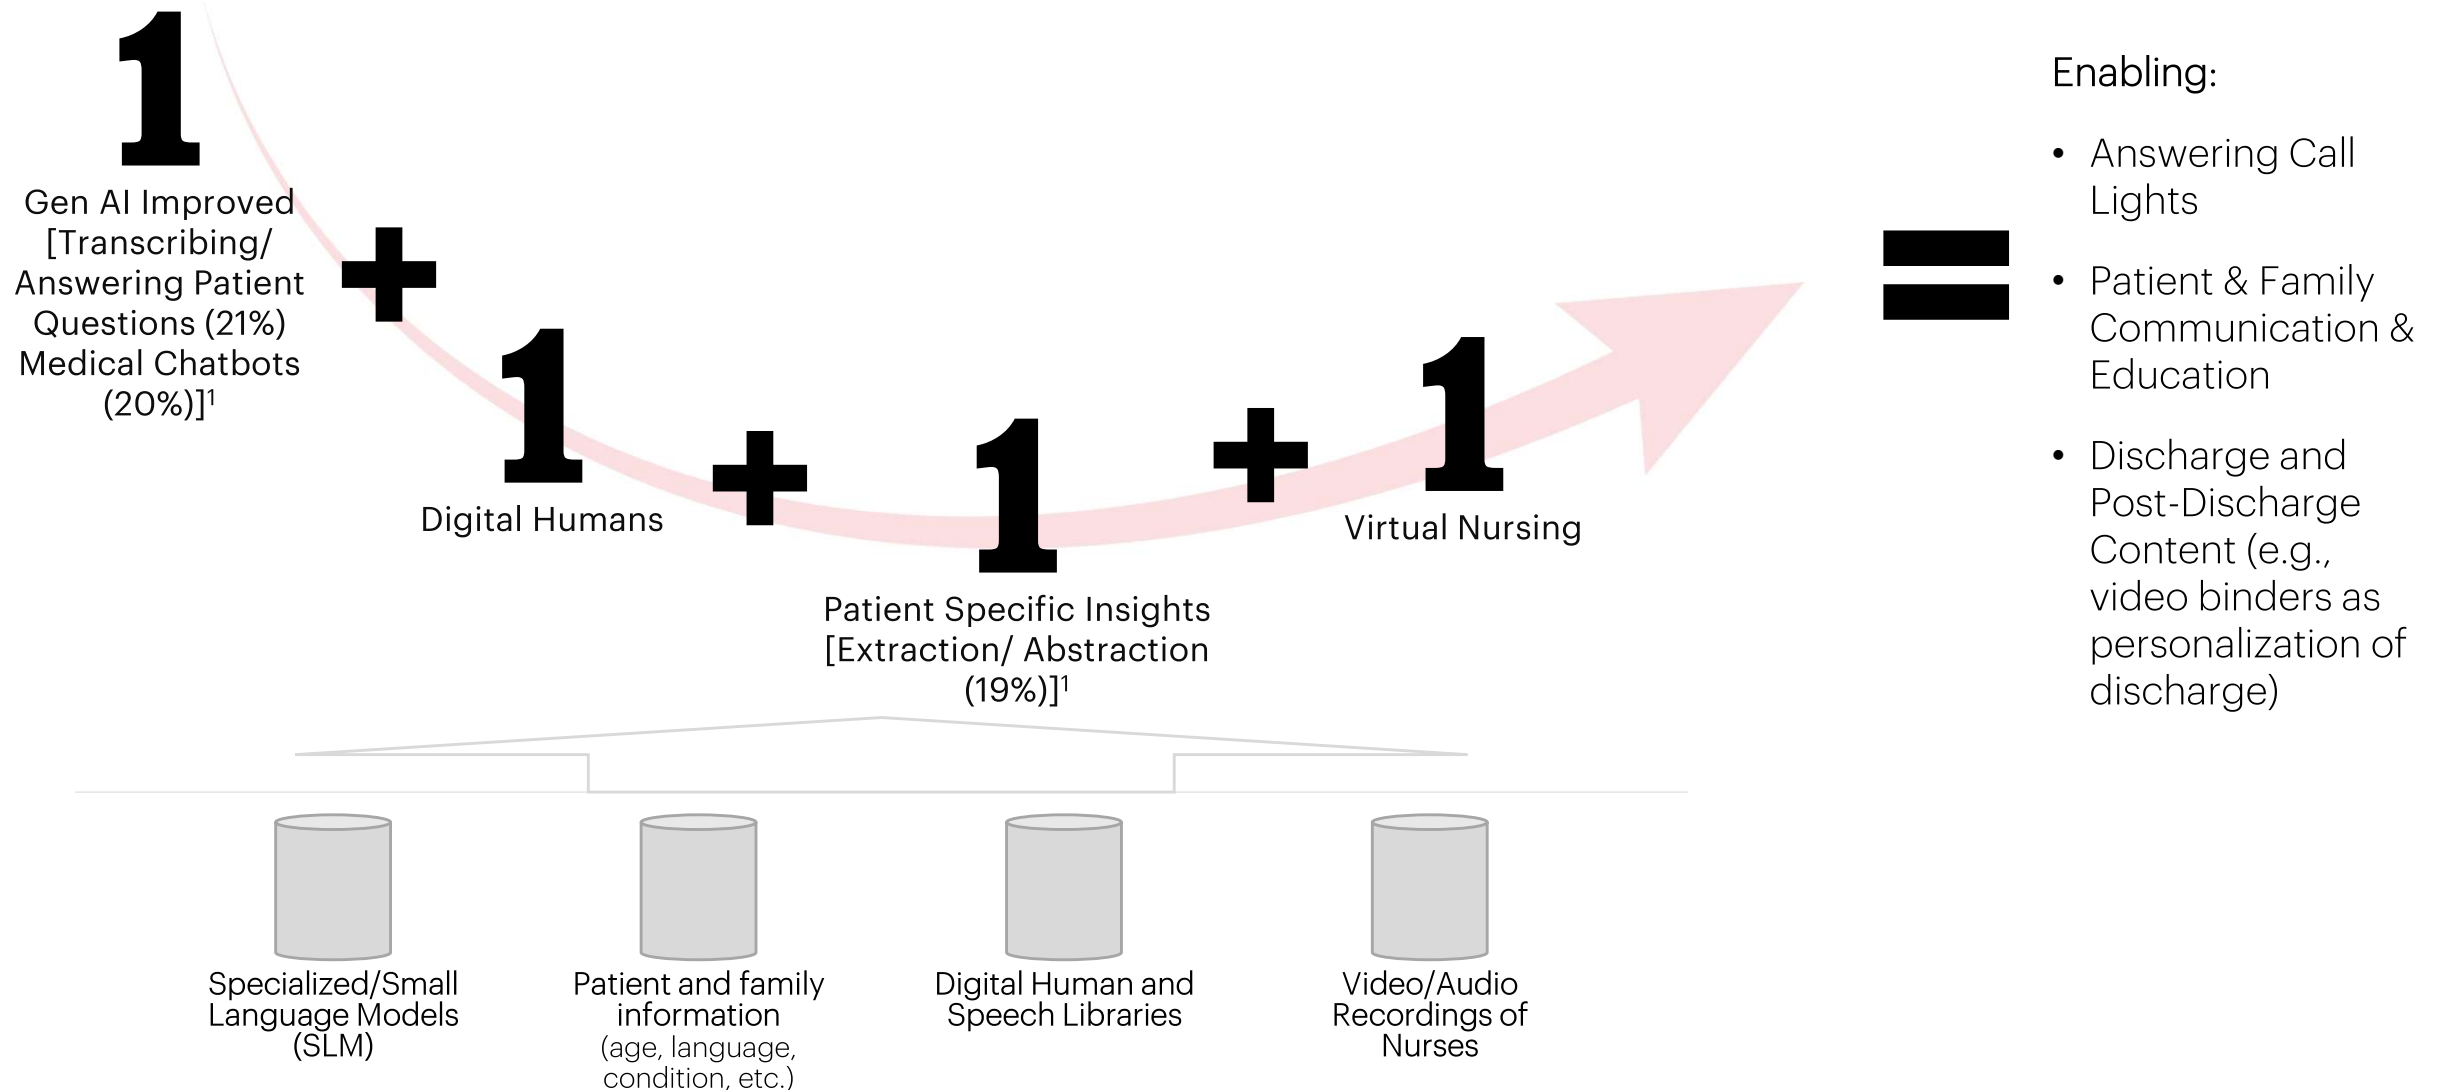 1
Gen AI Improved
[Transcribing/
Answering Patient
Questions (21%)
Medical Chatbots
(20%)]¹
+
1
Digital Humans
+
1
Patient Specific Insights
[Extraction/ Abstraction
(19%)]¹
+
1
Virtual Nursing
=
Enabling:
• Answering Call
Lights
• Patient & Family
Communication &
Education
• Discharge and
Post-Discharge
Content (e.g.,
video binders as
personalization of
discharge)
Specialized/Small
Language Models
(SLM)
Patient and family
information
(age, language,
condition, etc.)
Digital Human and
Speech Libraries
Video/Audio
Recordings of
Nurses